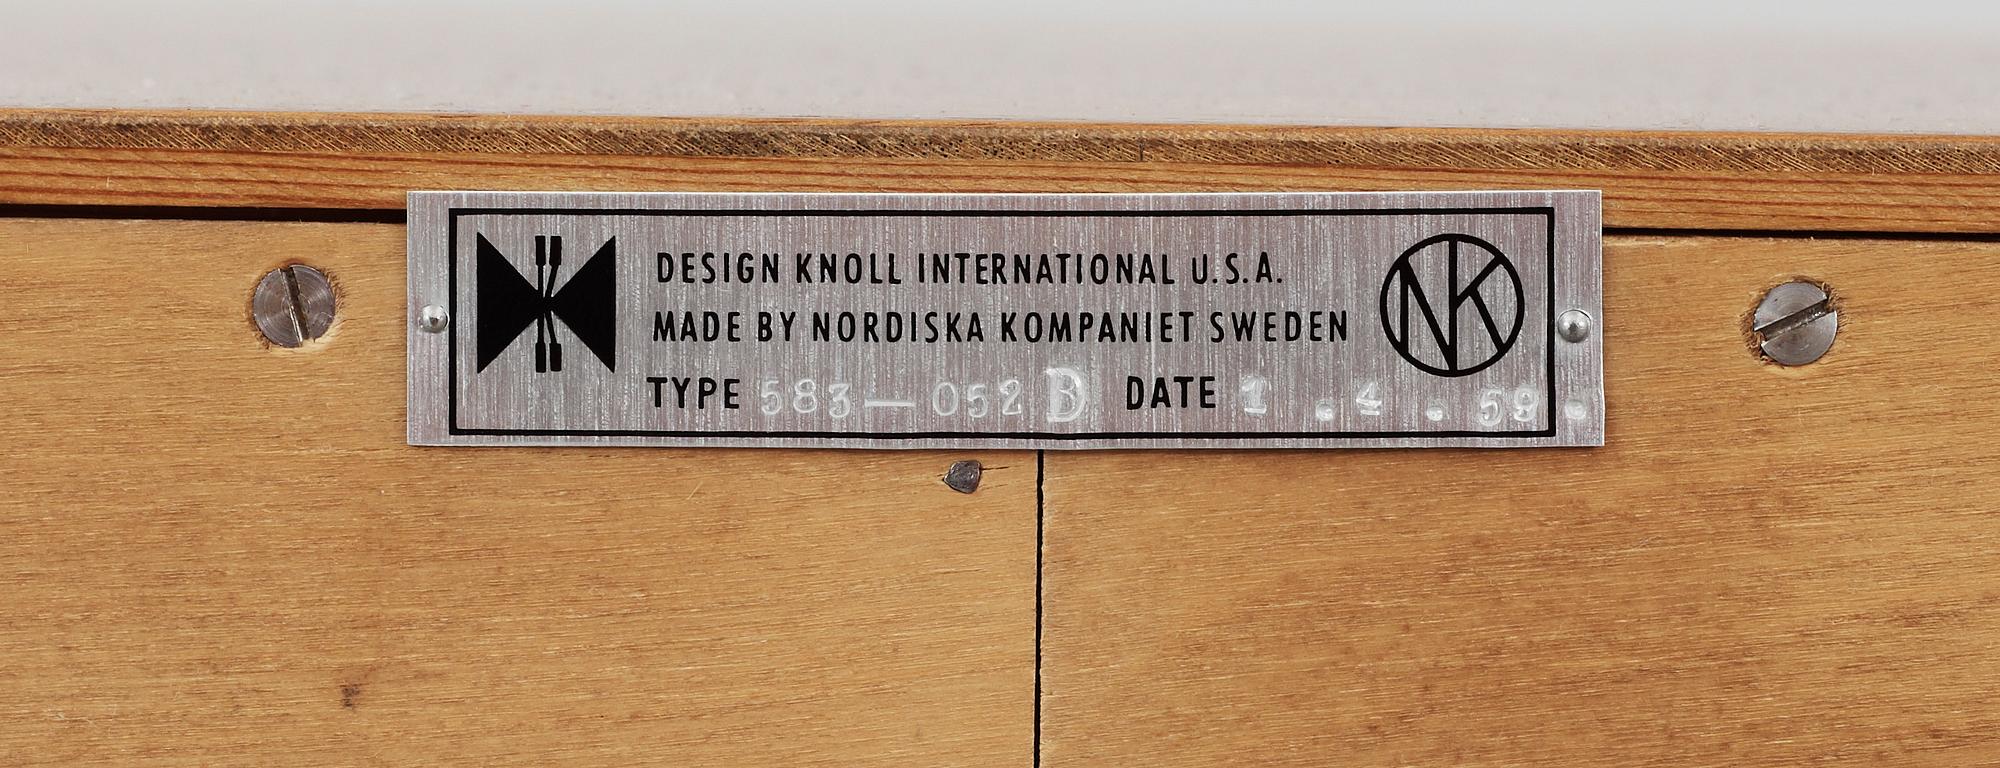 DESIGN KNOLL INTERNATIONAL U.S.A.
MADE BY NORDISKA KOMPANIET SWEDEN
NK
TYPE 583—052 B DATE 1 . 4 . 59 .